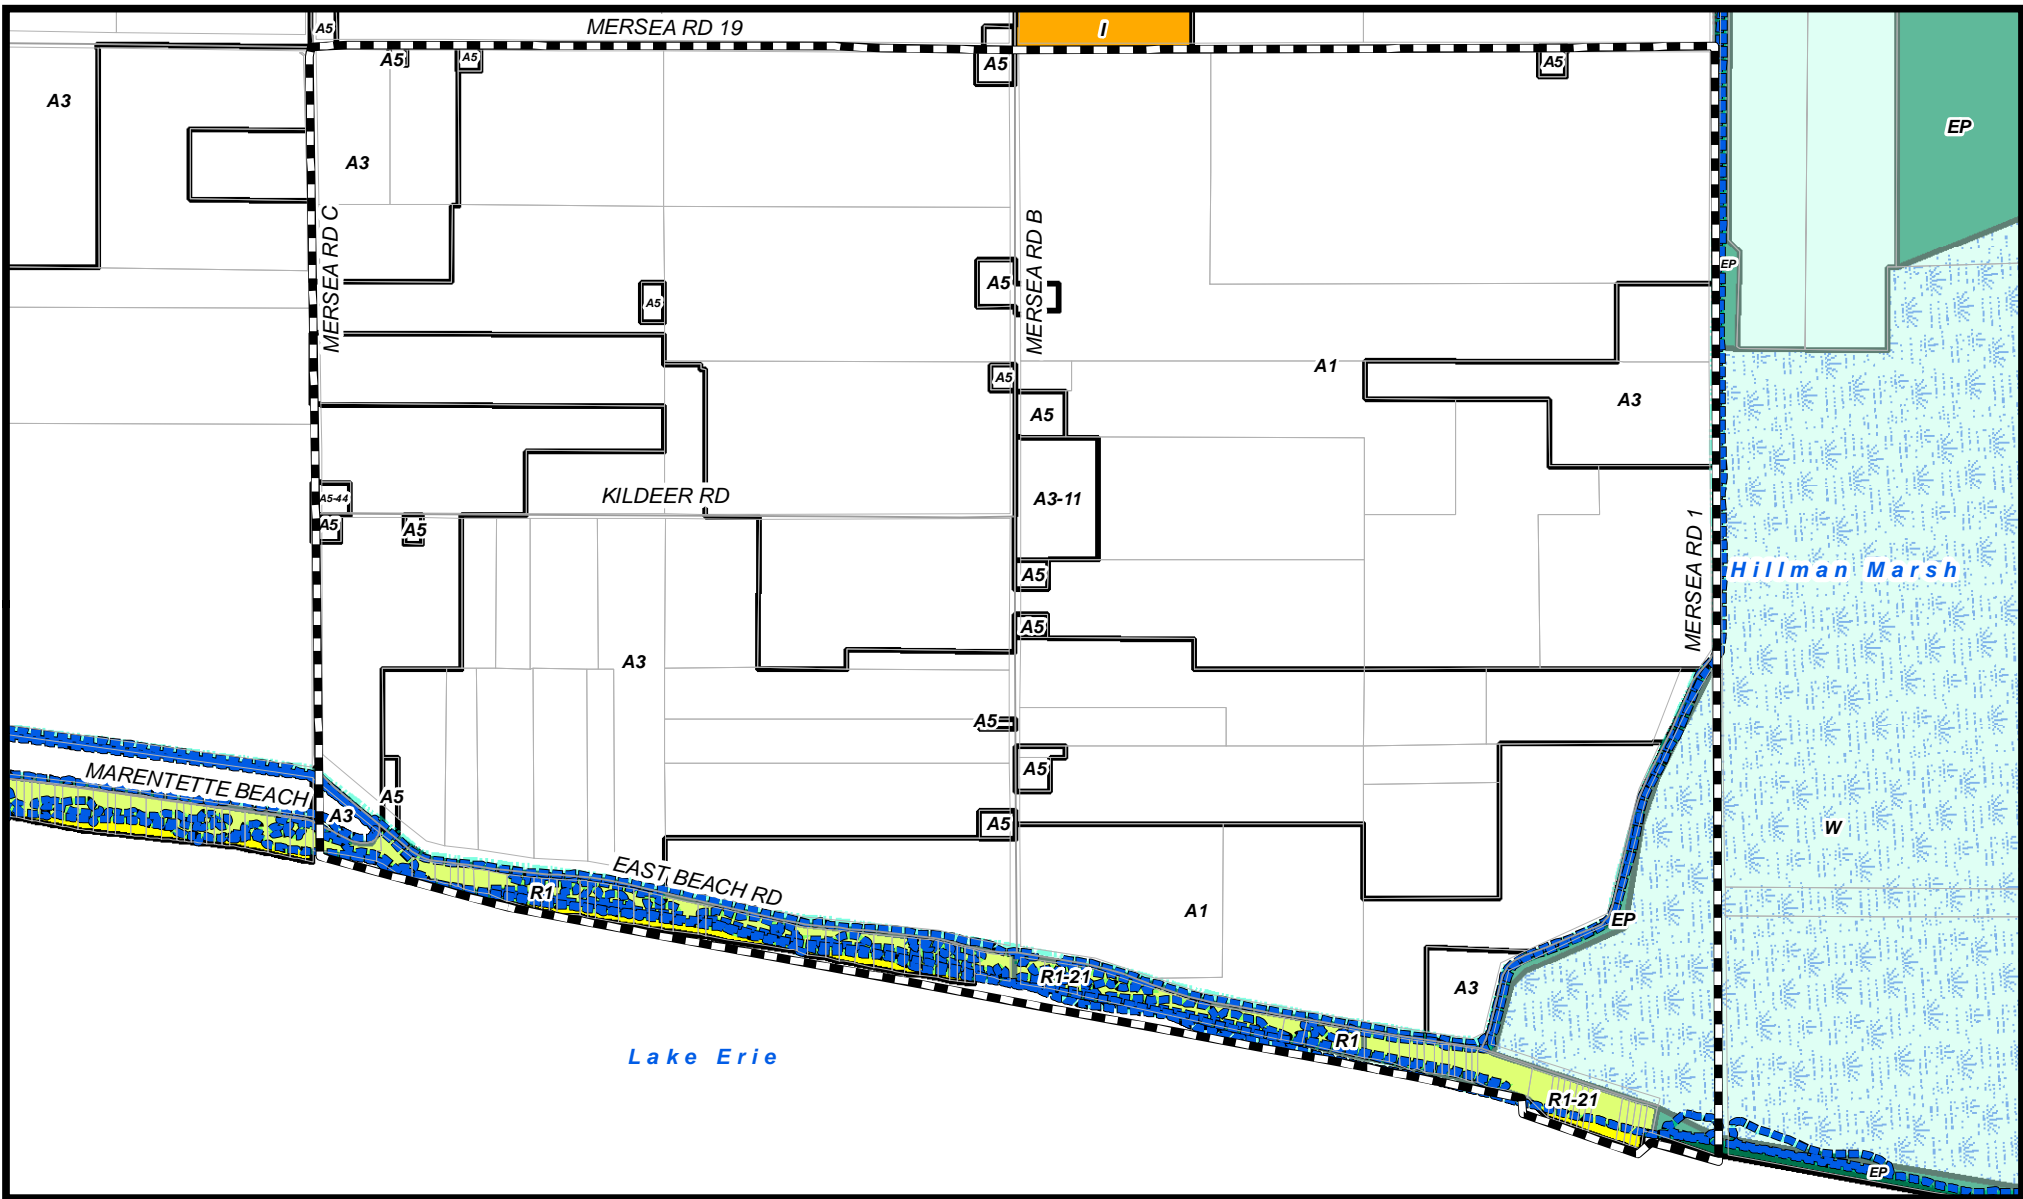 A5
MERSEA RD 19
I
A5
A5
A5
A5
A3
EP
A3
MERSEA RD C
MERSEA RD B
EP
A5
A5
A1
A5
A3
A5
A5-44
KILDEER RD
A3-11
A5
A5
MERSEA RD 1
Hillman Marsh
A5
A5
A3
A5
A5
MARENTETTE BEACH
A5
A3
A5
W
EAST BEACH RD
R1
A1
EP
R1-21
A3
R1
Lake Erie
R1-21
EP